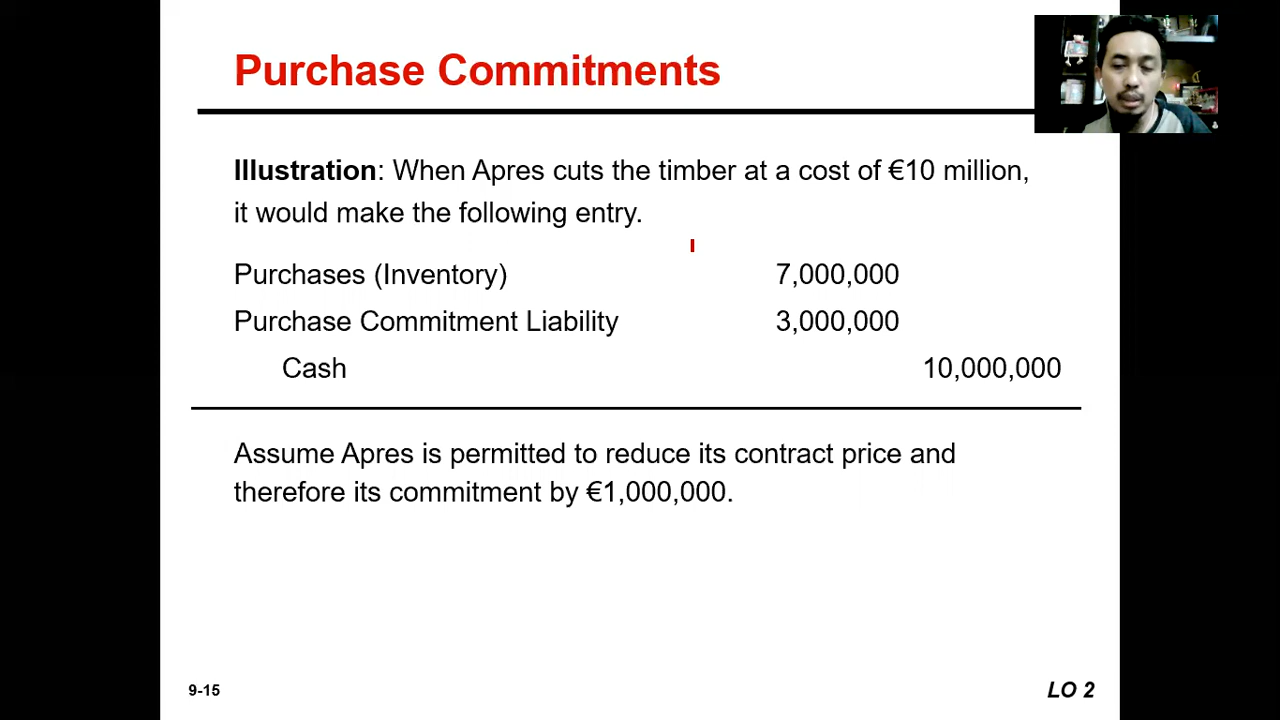 Purchase Commitments
Illustration: When Apres cuts the timber at a cost of €10 million,
it would make the following entry.
Purchases (Inventory) 7,000,000
Purchase Commitment Liability 3,000,000
Cash 10,000,000
Assume Apres is permitted to reduce its contract price and
therefore its commitment by €1,000,000.
9-15 LO 2